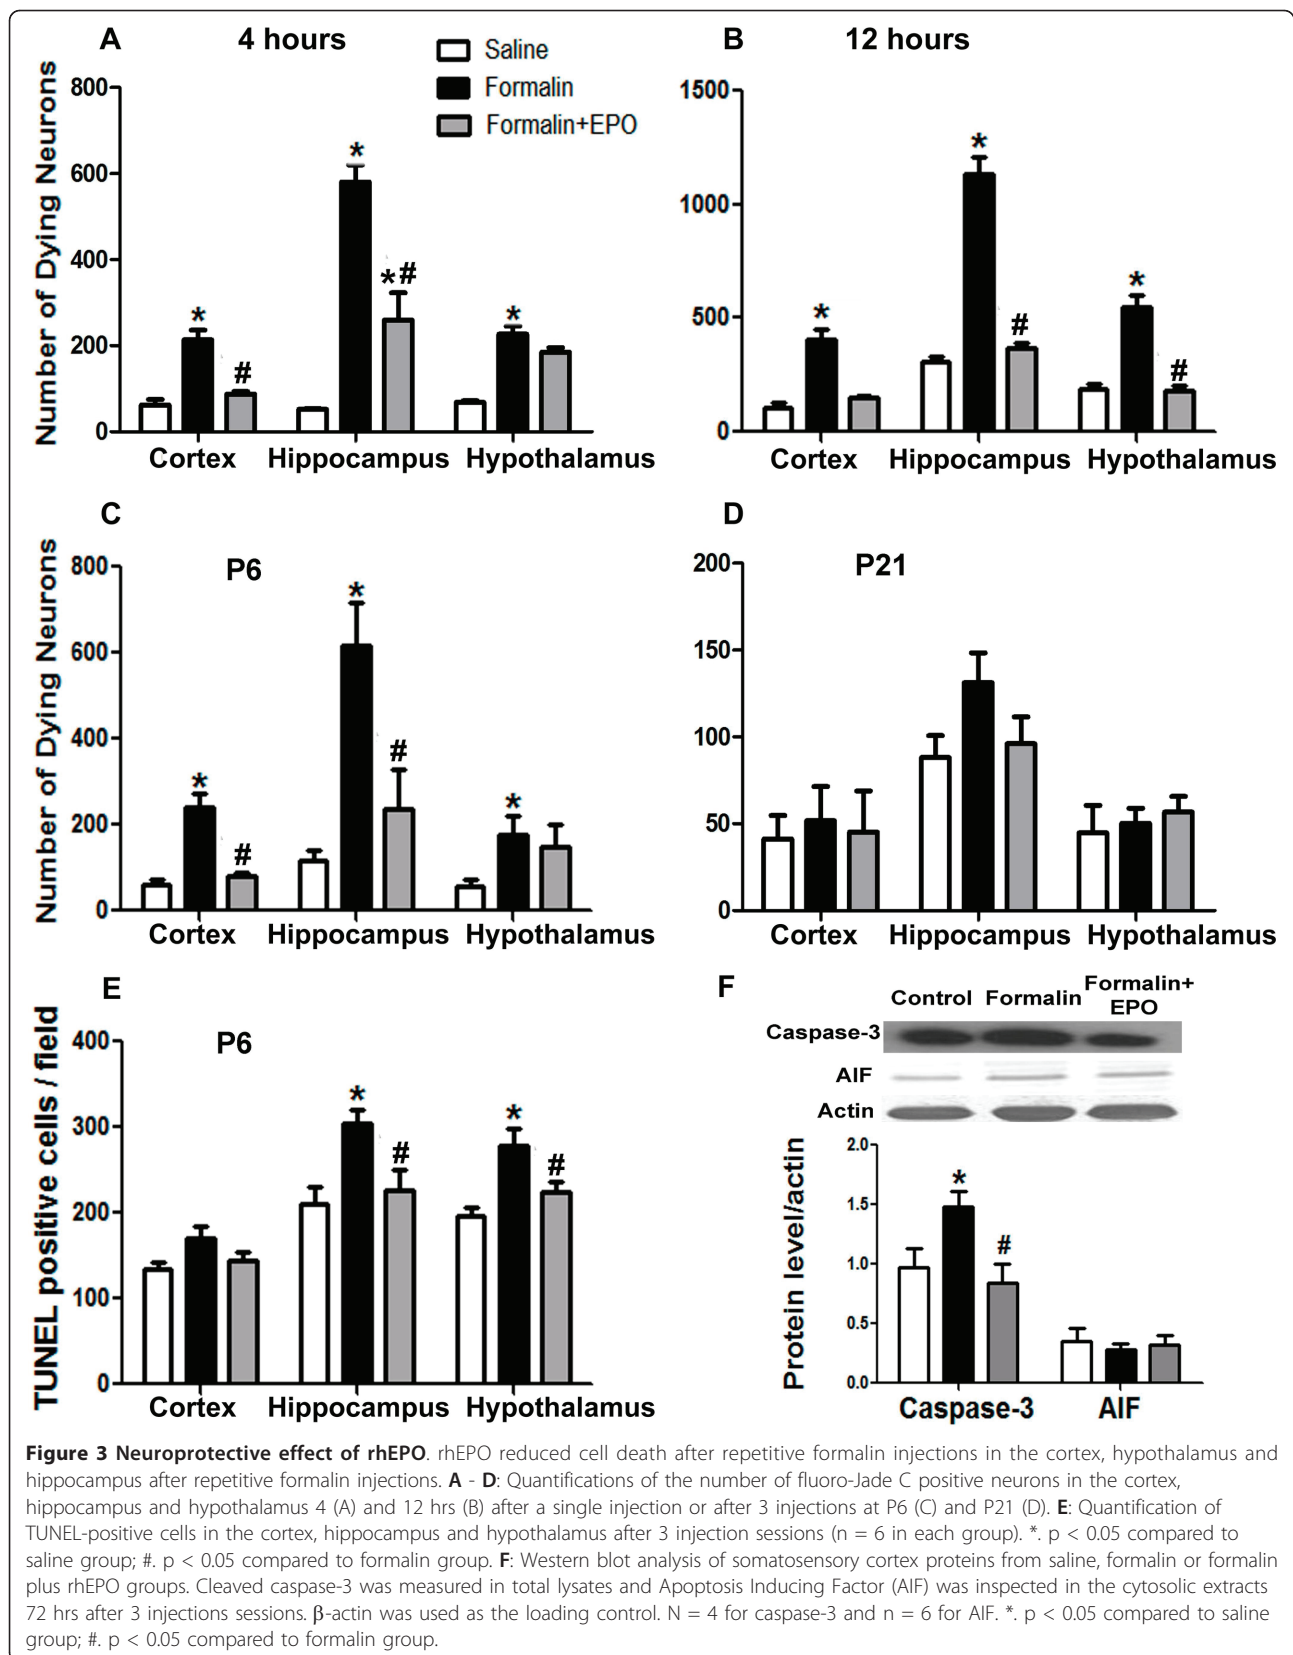 A
4 hours
Saline
Formalin
Formalin+EPO
Number of Dying Neurons
800
600
400
200
0
*
#
*
*#
*
Cortex
Hippocampus
Hypothalamus
B
12 hours
1500
1000
500
0
*
*
#
*
#
Cortex
Hippocampus
Hypothalamus
C
P6
Number of Dying Neurons
800
600
400
200
0
*
#
*
#
*
Cortex
Hippocampus
Hypothalamus
D
P21
200
150
100
50
0
Cortex
Hippocampus
Hypothalamus
E
P6
TUNEL positive cells / field
400
300
200
100
0
*
#
*
#
Cortex
Hippocampus
Hypothalamus
F
Control
Formalin
Formalin+
EPO
Caspase-3
AIF
Actin
Protein level/actin
2.0
1.5
1.0
0.5
0.0
*
#
Caspase-3
AIF
Figure 3 Neuroprotective effect of rhEPO. rhEPO reduced cell death after repetitive formalin injections in the cortex, hypothalamus and
hippocampus after repetitive formalin injections. A - D: Quantifications of the number of fluoro-Jade C positive neurons in the cortex,
hippocampus and hypothalamus 4 (A) and 12 hrs (B) after a single injection or after 3 injections at P6 (C) and P21 (D). E: Quantification of
TUNEL-positive cells in the cortex, hippocampus and hypothalamus after 3 injection sessions (n = 6 in each group). *. p < 0.05 compared to
saline group; #. p < 0.05 compared to formalin group. F: Western blot analysis of somatosensory cortex proteins from saline, formalin or formalin
plus rhEPO groups. Cleaved caspase-3 was measured in total lysates and Apoptosis Inducing Factor (AIF) was inspected in the cytosolic extracts
72 hrs after 3 injections sessions. β-actin was used as the loading control. N = 4 for caspase-3 and n = 6 for AIF. *. p < 0.05 compared to saline
group; #. p < 0.05 compared to formalin group.